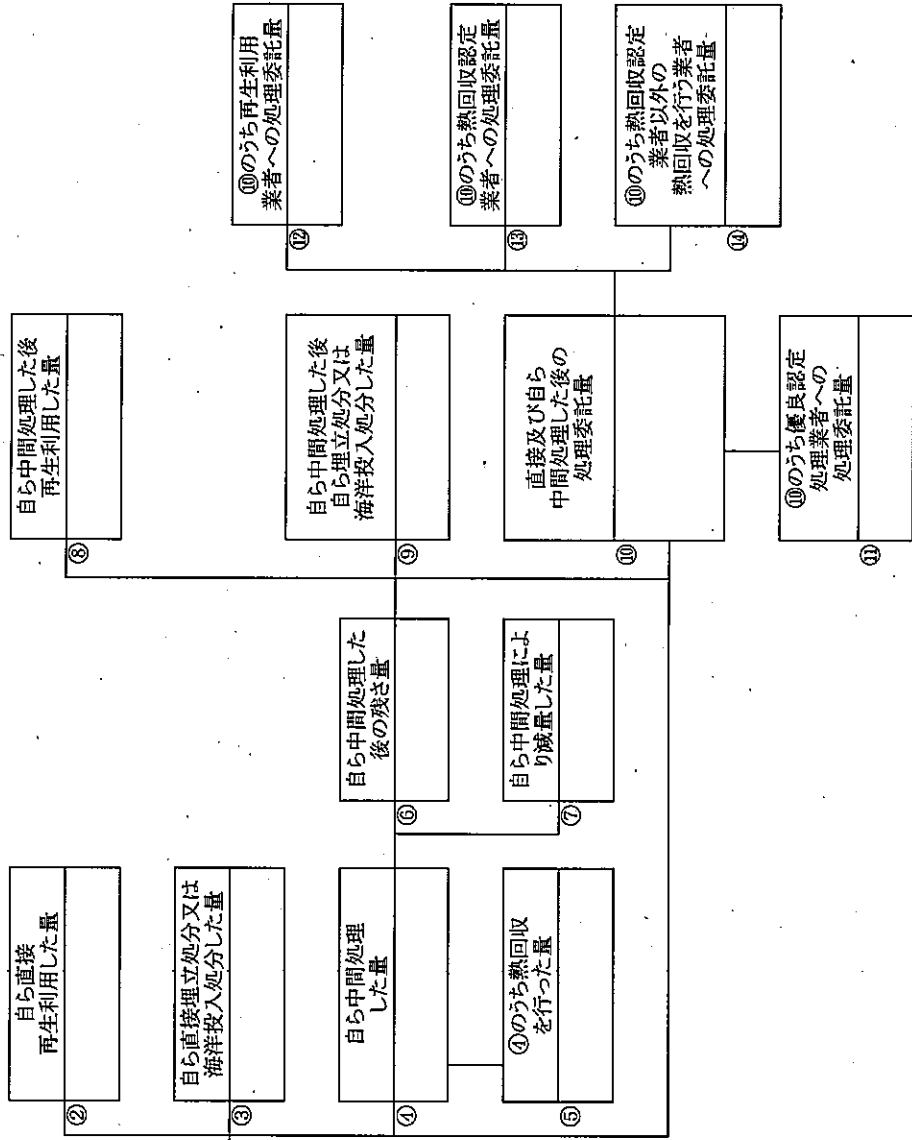 ②
自ら直接
再生利用した量
③
自ら直接埋立処分又は
海洋投入処分した量
④
自ら中間処理
した量
⑤
④のうち熱回収
を行った量
⑥
自ら中間処理した
後の残さ量
⑦
自ら中間処理によ
り減量した量
⑧
自ら中間処理した後
再生利用した量
⑨
自ら中間処理した後
自ら埋立処分又は
海洋投入処分した量
⑩
直接及び自ら
中間処理した後の
処理委託量
⑪
⑩のうち優良認定
処理業者への
処理委託量
⑫
⑩のうち再生利用
業者への処理委託量
⑬
⑩のうち熱回収認定
業者への処理委託量
⑭
⑩のうち熱回収認定
業者以外の
熱回収を行う業者
への処理委託量